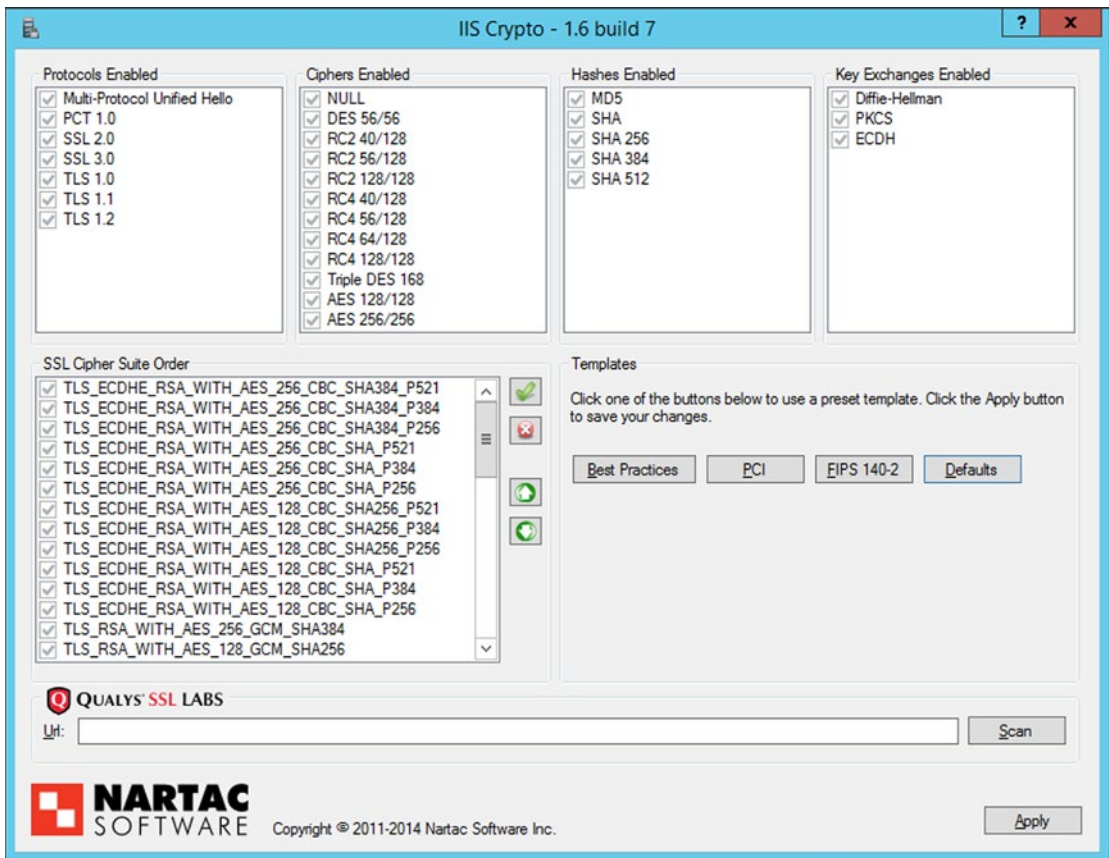 IIS Crypto - 1.6 build 7
?
x
Protocols Enabled
Multi-Protocol Unified Hello
PCT 1.0
SSL 2.0
SSL 3.0
TLS 1.0
TLS 1.1
TLS 1.2
Ciphers Enabled
NULL
DES 56/56
RC2 40/128
RC2 56/128
RC2 128/128
RC4 40/128
RC4 56/128
RC4 64/128
RC4 128/128
Triple DES 168
AES 128/128
AES 256/256
Hashes Enabled
MD5
SHA
SHA 256
SHA 384
SHA 512
Key Exchanges Enabled
Diffie-Hellman
PKCS
ECDH
SSL Cipher Suite Order
TLS_ECDHE_RSA_WITH_AES_256_CBC_SHA384_P521
TLS_ECDHE_RSA_WITH_AES_256_CBC_SHA384_P384
TLS_ECDHE_RSA_WITH_AES_256_CBC_SHA384_P256
TLS_ECDHE_RSA_WITH_AES_256_CBC_SHA_P521
TLS_ECDHE_RSA_WITH_AES_256_CBC_SHA_P384
TLS_ECDHE_RSA_WITH_AES_256_CBC_SHA_P256
TLS_ECDHE_RSA_WITH_AES_128_CBC_SHA256_P521
TLS_ECDHE_RSA_WITH_AES_128_CBC_SHA256_P384
TLS_ECDHE_RSA_WITH_AES_128_CBC_SHA256_P256
TLS_ECDHE_RSA_WITH_AES_128_CBC_SHA_P521
TLS_ECDHE_RSA_WITH_AES_128_CBC_SHA_P384
TLS_ECDHE_RSA_WITH_AES_128_CBC_SHA_P256
TLS_RSA_WITH_AES_256_GCM_SHA384
TLS_RSA_WITH_AES_128_GCM_SHA256
Templates
Click one of the buttons below to use a preset template. Click the Apply button
to save your changes.
Best Practices
PCI
FIPS 140-2
Defaults
QUALYS' SSL LABS
Url:
Scan
NARTAC
SOFTWARE
Copyright © 2011-2014 Nartac Software Inc.
Apply